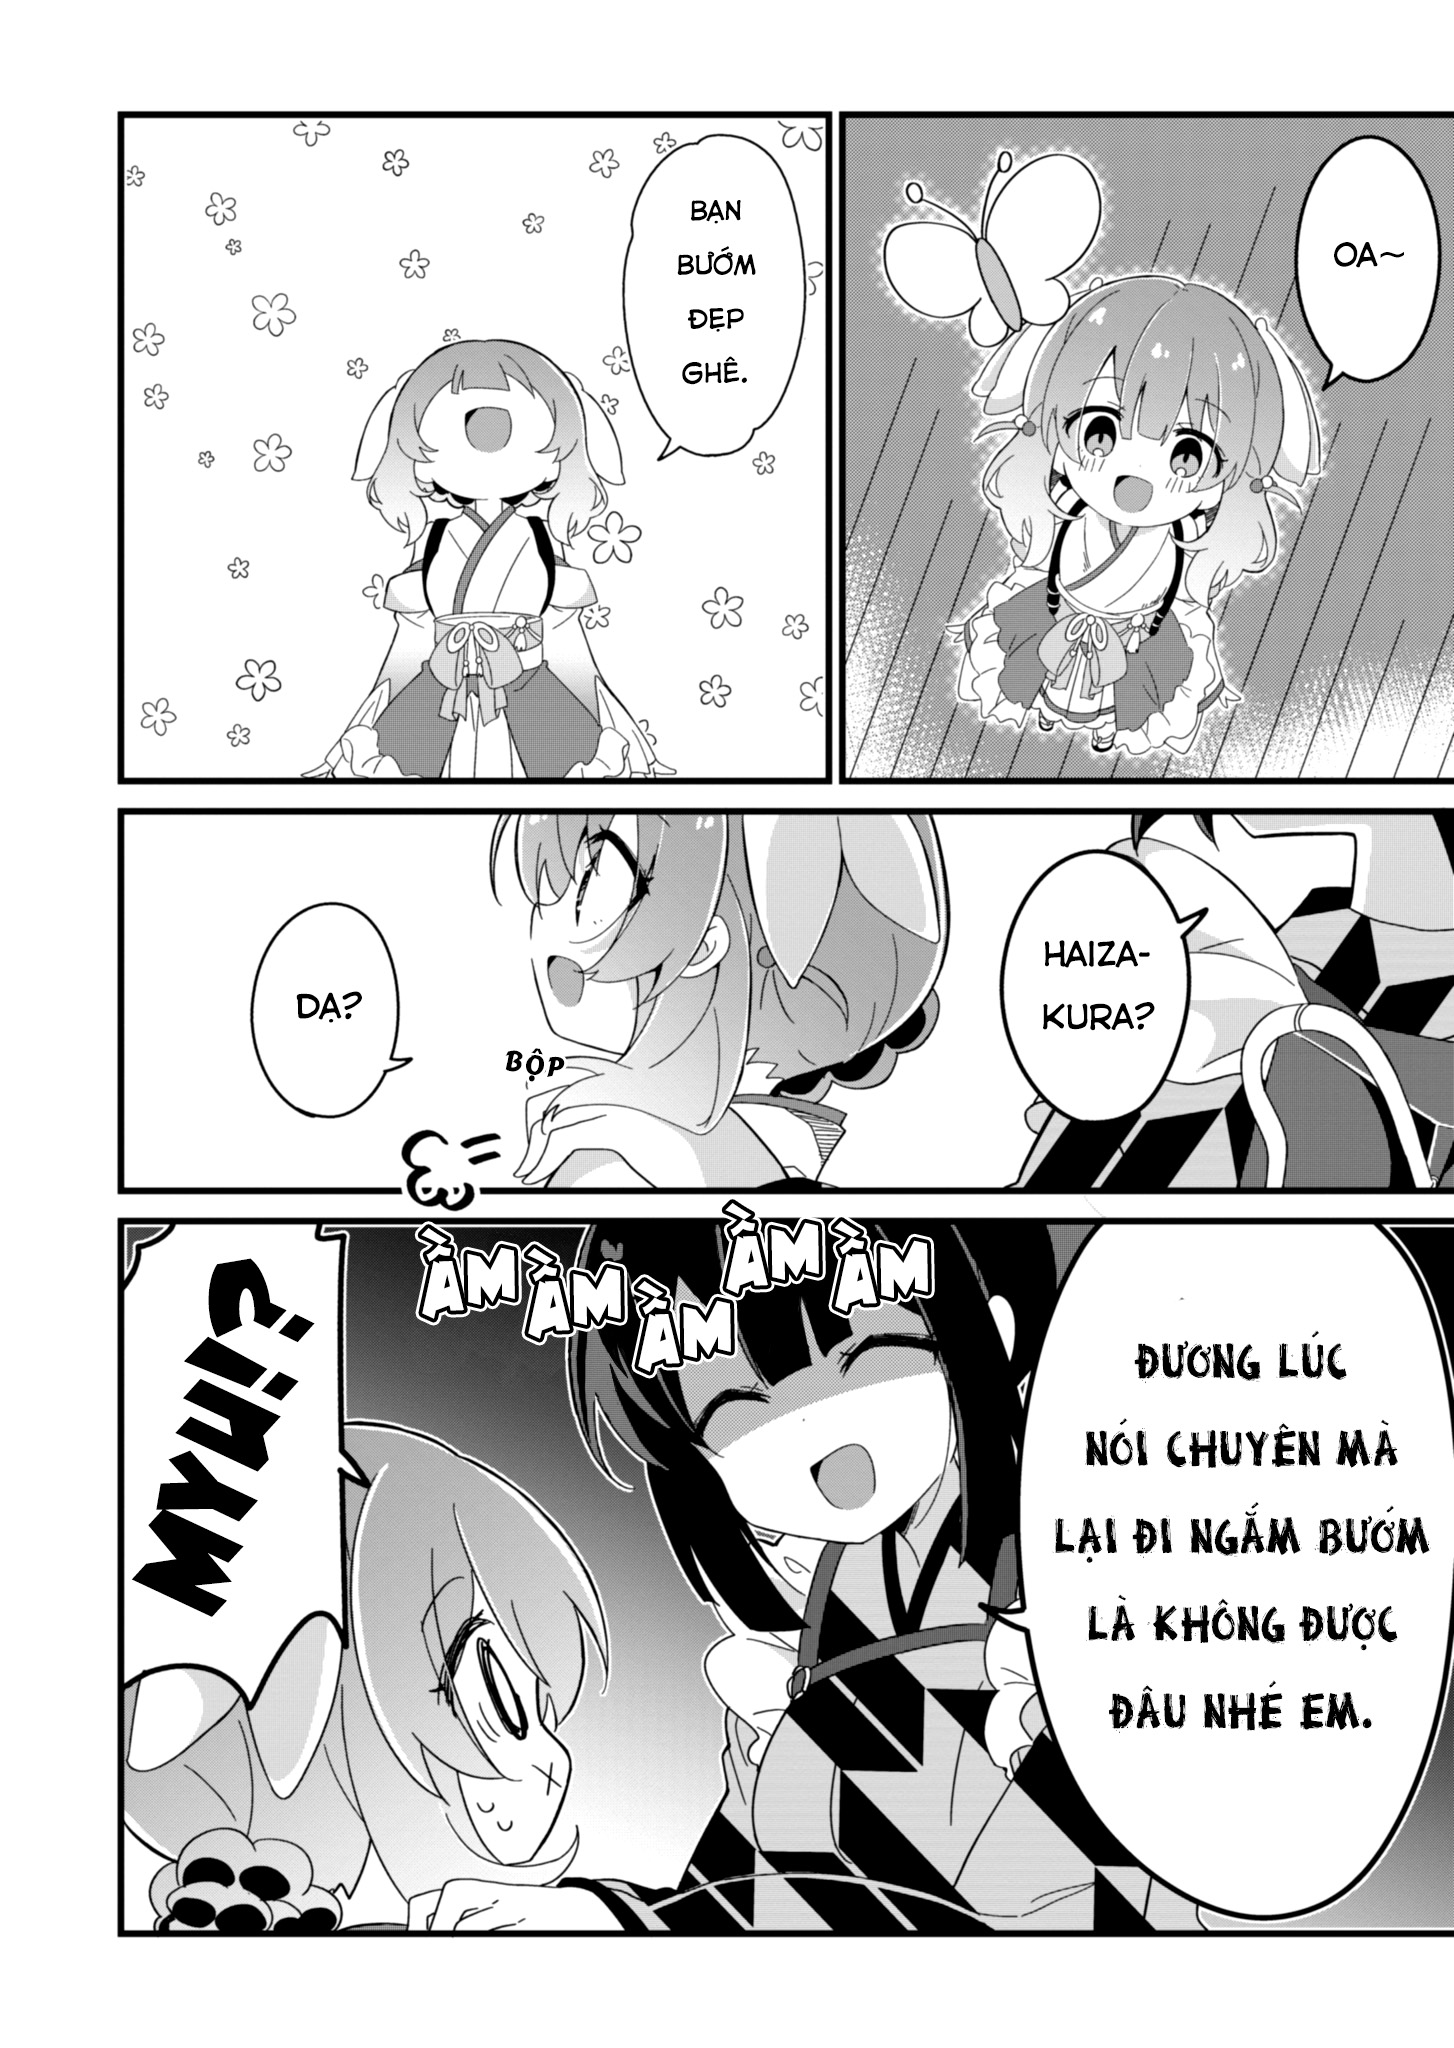 OA~
BẠN
BƯỚM
ĐẸP
GHÊ.
HAIZA-
KURA?
DẠ?
BỘP
ĐƯƠNG LÚC
NÓI CHUYỆN MÀ
LẠI ĐI NGẮM BƯỚM
LÀ KHÔNG ĐƯỢC
ĐÂU NHÉ EM.
ẦM ẦM ẦM ẦM ẦM
MYU!?